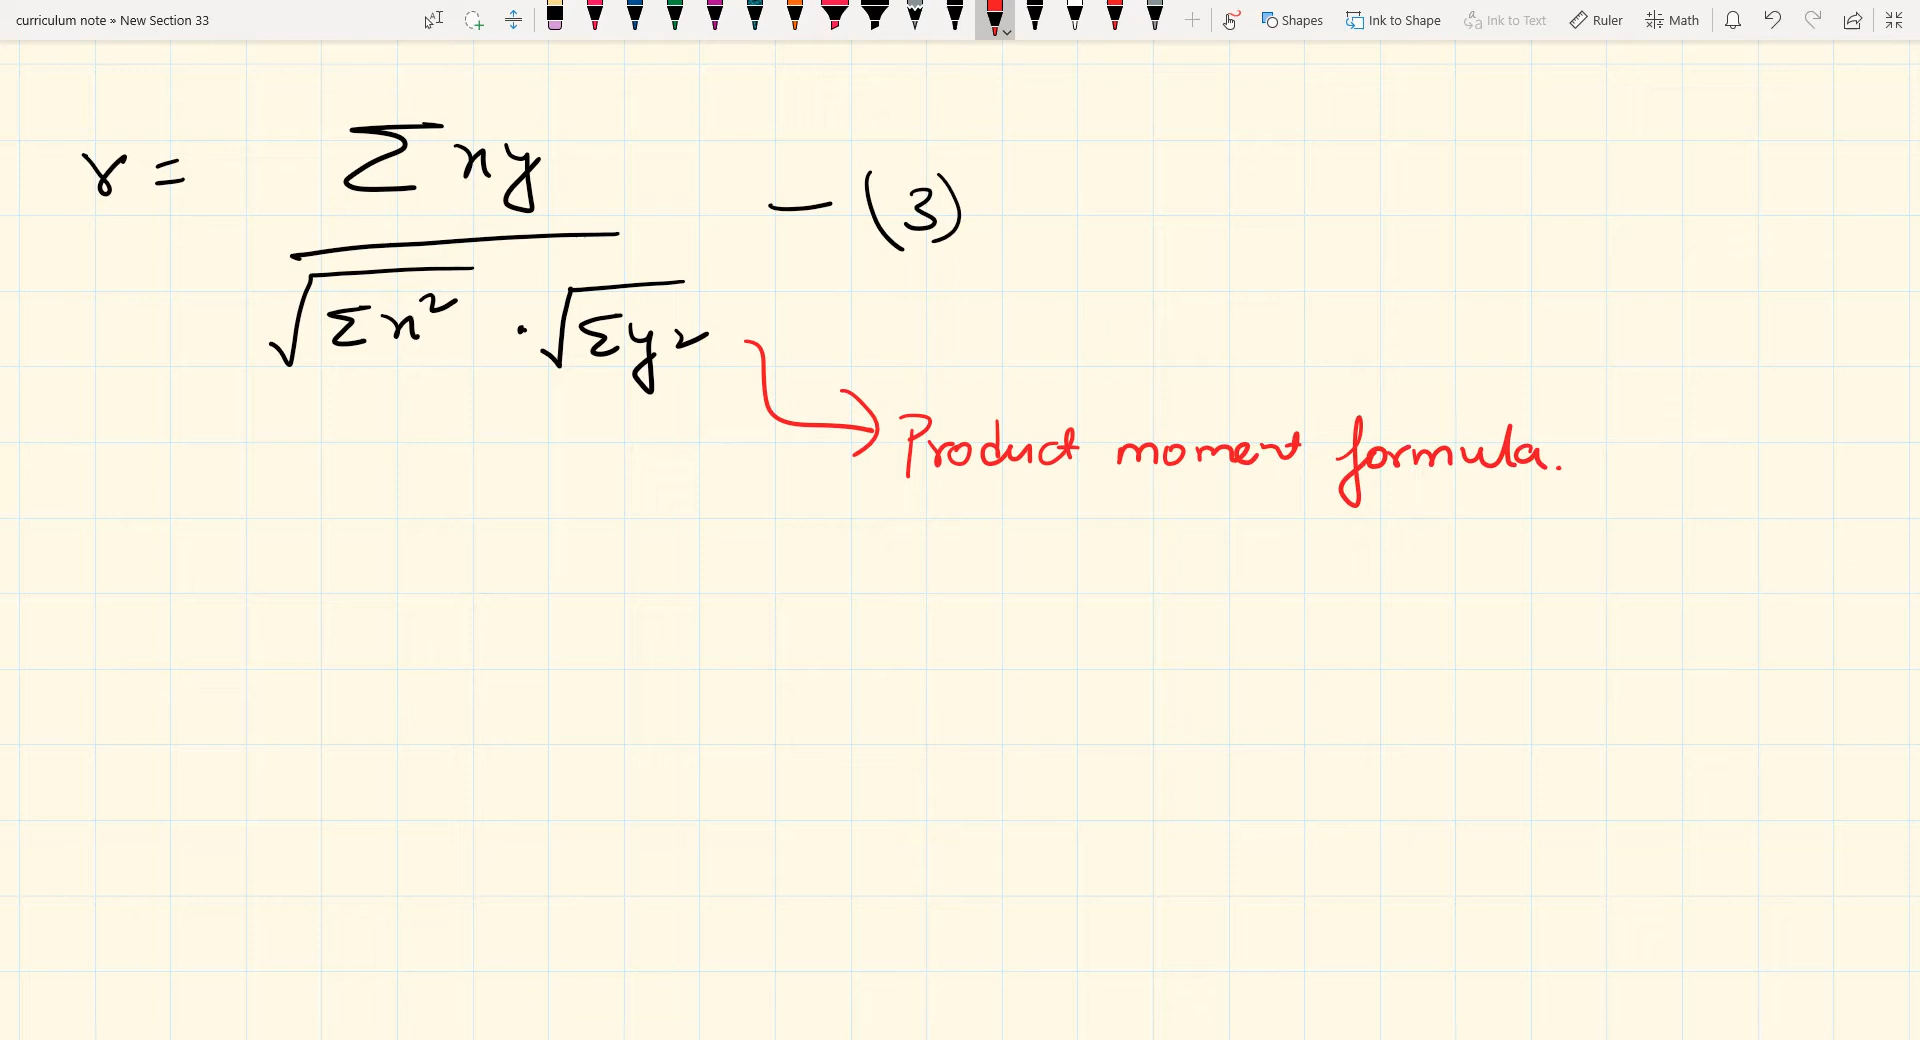 curriculum note » New Section 33
Shapes Ink to Shape Ink to Text Ruler Math
r = Σxy / √Σx² · √Σy² — (3)
Product moment formula.